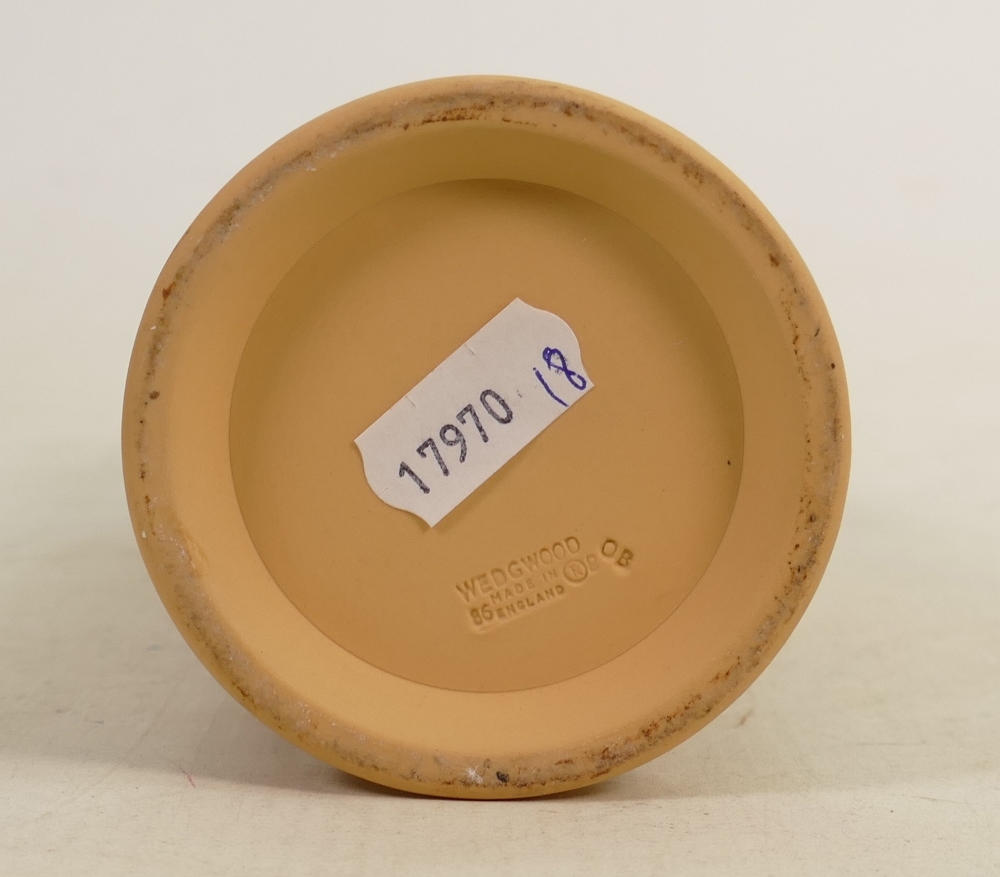 17970 18
WEDGWOOD
MADE IN ® B OB
86 ENGLAND